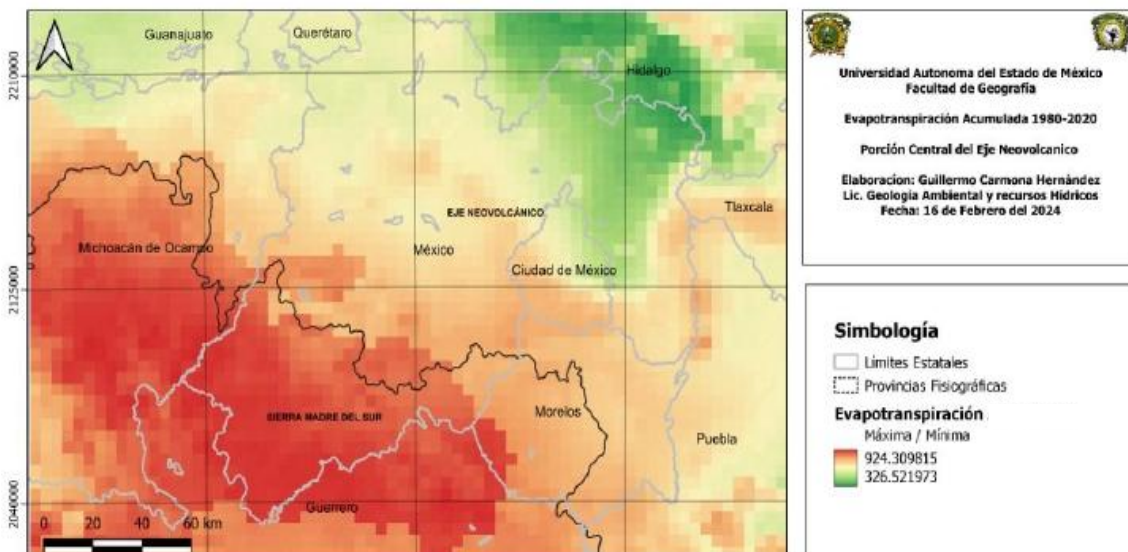 Guanajuato
Querétaro
Hidalgo
EJE NEOVOLCÁNICO
Tlaxcala
Michoacán de Ocampo
México
Ciudad de México
SIERRA MADRE DEL SUR
Morelos
Puebla
Guerrero
2210000
2125000
2040000
0 20 40 60 km
Universidad Autonoma del Estado de México
Facultad de Geografía
Evapotranspiración Acumulada 1980-2020
Porción Central del Eje Neovolcanico
Elaboracion: Guillermo Carmona Hernández
Lic. Geología Ambiental y recursos Hídricos
Fecha: 16 de Febrero del 2024
Simbología
Límites Estatales
Provincias Fisiográficas
Evapotranspiración
Máxima / Mínima
924.309815
326.521973